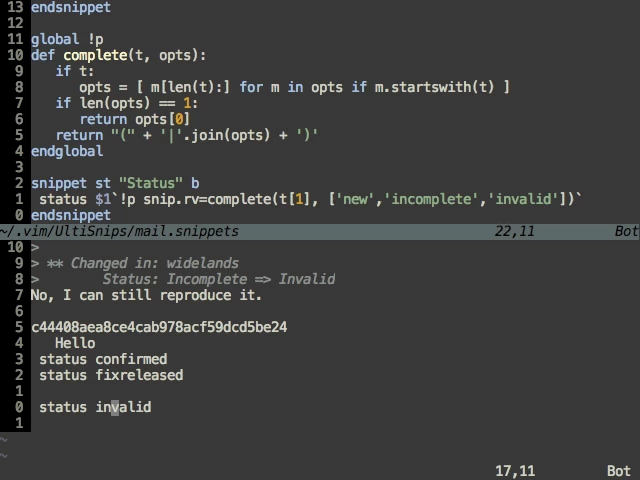 13 endsnippet
12
11 global !p
10 def complete(t, opts):
9    if t:
8       opts = [ m[len(t):] for m in opts if m.startswith(t) ]
7    if len(opts) == 1:
6       return opts[0]
5    return "(" + '|'.join(opts) + ')'
4 endglobal
3
2 snippet st "Status" b
1  status $1`!p snip.rv=complete(t[1], ['new','incomplete','invalid'])`
0 endsnippet
~/.vim/UltiSnips/mail.snippets 22,11 Bot
10 >
9 > ** Changed in: widelands
8 >        Status: Incomplete => Invalid
7 No, I can still reproduce it.
6
5 c44408aea8ce4cab978acf59dcd5be24
4    Hello
3  status confirmed
2  status fixreleased
1
0  status invalid
1
~
~
17,11 Bot